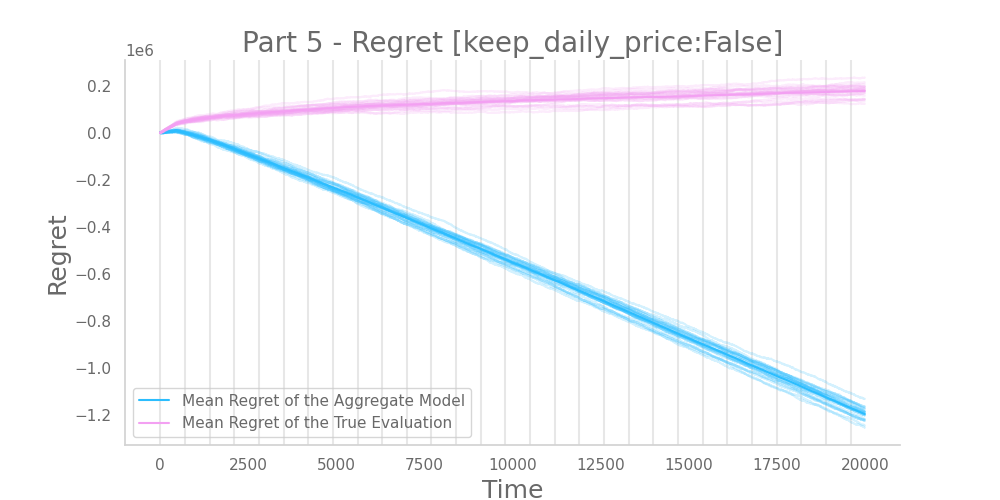 Part 5 - Regret [keep_daily_price:False]
1e6
0.2
0.0
−0.2
−0.4
−0.6
−0.8
−1.0
−1.2
Regret
Mean Regret of the Aggregate Model
Mean Regret of the True Evaluation
0 2500 5000 7500 10000 12500 15000 17500 20000
Time